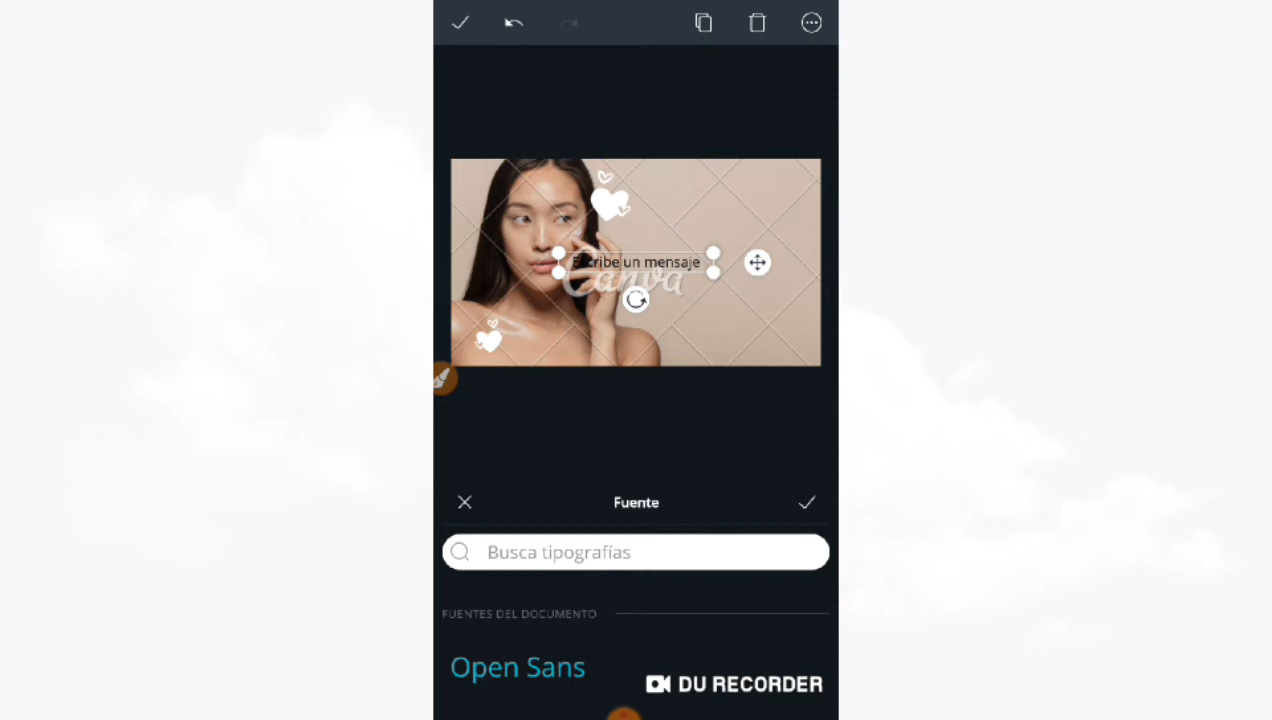 Escribe un mensaje
Canva
Fuente
Busca tipografías
FUENTES DEL DOCUMENTO
Open Sans
DU RECORDER